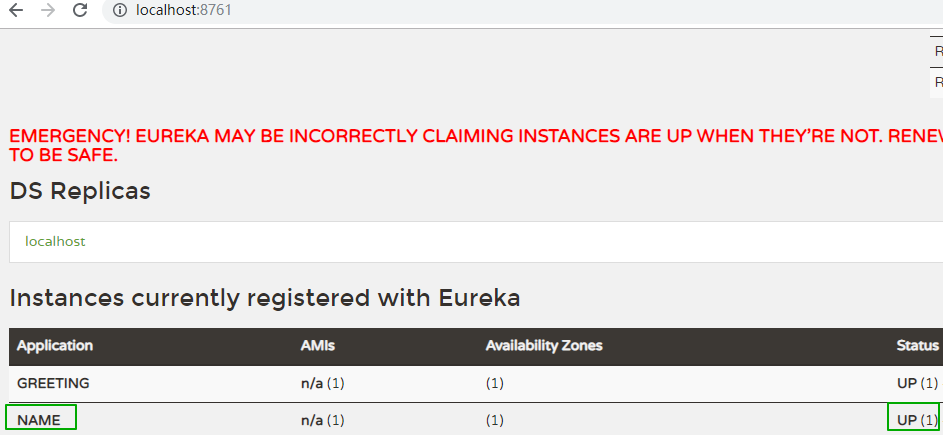 localhost:8761
R
R
EMERGENCY! EUREKA MAY BE INCORRECTLY CLAIMING INSTANCES ARE UP WHEN THEY'RE NOT. RENEW
TO BE SAFE.
DS Replicas
localhost
Instances currently registered with Eureka
Application AMIs Availability Zones Status
GREETING n/a (1) (1) UP (1)
NAME n/a (1) (1) UP (1)